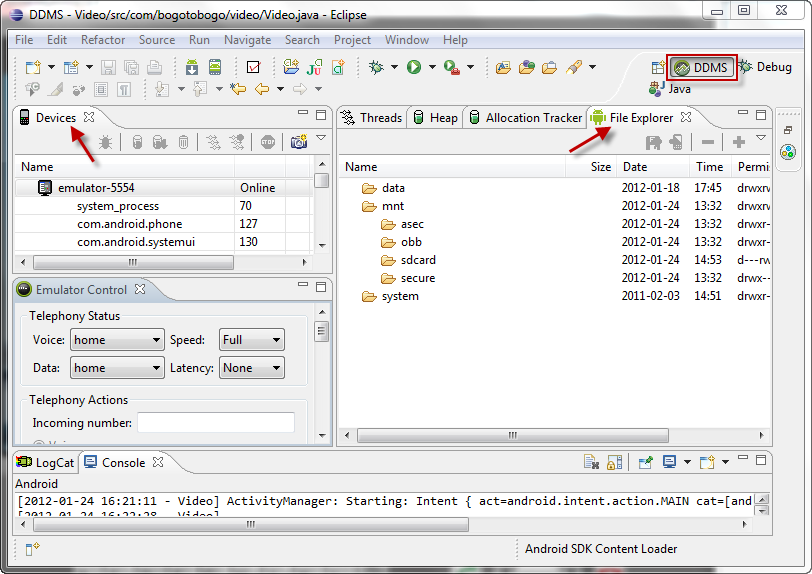 DDMS - Video/src/com/bogotobogo/video/Video.java - Eclipse
File Edit Refactor Source Run Navigate Search Project Window Help
DDMS Debug
Java
Devices
Name
emulator-5554 Online
system_process 70
com.android.phone 127
com.android.systemui 130
Threads Heap Allocation Tracker File Explorer
Name Size Date Time Permi
data 2012-01-18 17:45 drwxrw
mnt 2012-01-24 13:32 drwxr-
asec 2012-01-24 13:32 drwxr-
obb 2012-01-24 13:32 drwxr-
sdcard 2012-01-24 14:53 d---rw
secure 2012-01-24 13:32 drwx--
system 2011-02-03 14:51 drwxr-
Emulator Control
Telephony Status
Voice: home Speed: Full
Data: home Latency: None
Telephony Actions
Incoming number:
LogCat Console
Android
[2012-01-24 16:21:11 - Video] ActivityManager: Starting: Intent { act=android.intent.action.MAIN cat=[and
Android SDK Content Loader